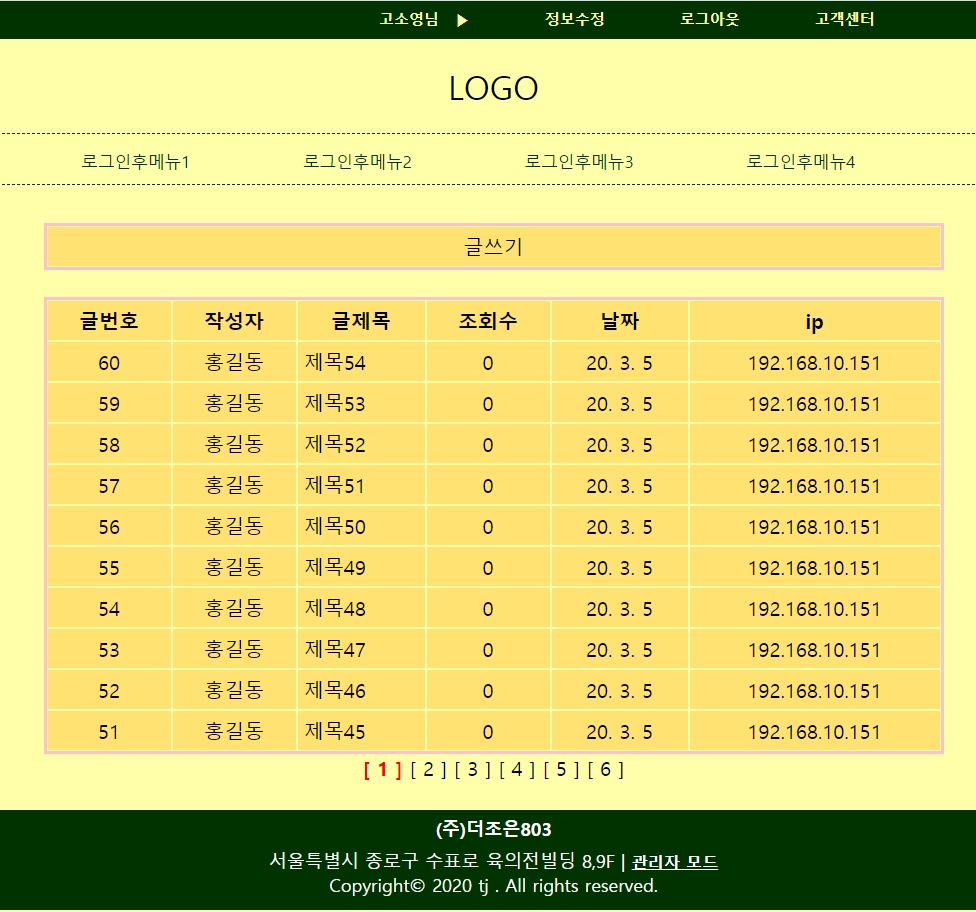 고소영님 ▶ 정보수정 로그아웃 고객센터
LOGO
로그인후메뉴1 로그인후메뉴2 로그인후메뉴3 로그인후메뉴4
글쓰기
글번호 작성자 글제목 조회수 날짜 ip
60 홍길동 제목54 0 20. 3. 5 192.168.10.151
59 홍길동 제목53 0 20. 3. 5 192.168.10.151
58 홍길동 제목52 0 20. 3. 5 192.168.10.151
57 홍길동 제목51 0 20. 3. 5 192.168.10.151
56 홍길동 제목50 0 20. 3. 5 192.168.10.151
55 홍길동 제목49 0 20. 3. 5 192.168.10.151
54 홍길동 제목48 0 20. 3. 5 192.168.10.151
53 홍길동 제목47 0 20. 3. 5 192.168.10.151
52 홍길동 제목46 0 20. 3. 5 192.168.10.151
51 홍길동 제목45 0 20. 3. 5 192.168.10.151
[ 1 ] [ 2 ] [ 3 ] [ 4 ] [ 5 ] [ 6 ]
(주)더조은803
서울특별시 종로구 수표로 육의전빌딩 8,9F | 관리자 모드
Copyright© 2020 tj . All rights reserved.